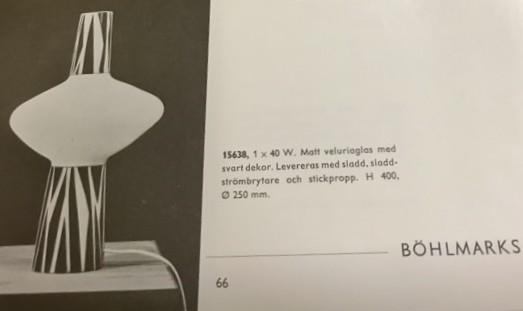 15638, 1 x 40 W. Matt veluriaglas med
svart dekor. Levereras med sladd, sladd-
strömbrytare och stickpropp. H 400,
Ø 250 mm.
BÖHLMARKS
66